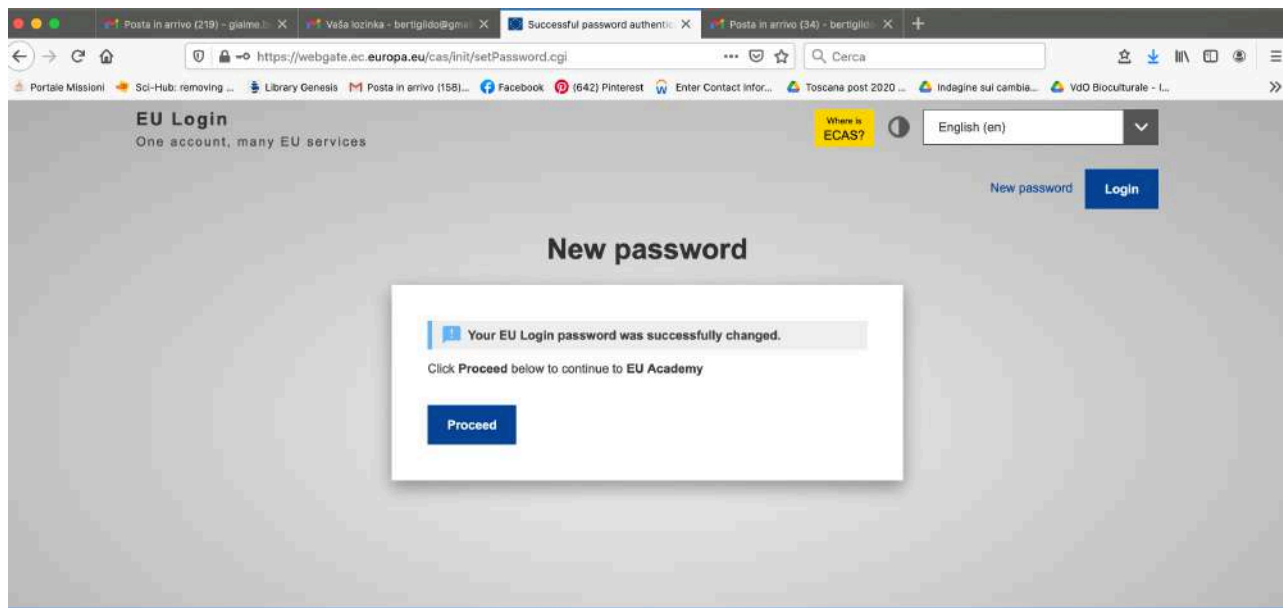 Posta in arrivo (219) – gialme.b
Vaša lozinka - bertigildo@gmai
Successful password authentic
Posta in arrivo (34) - bertigildo
https://webgate.ec.europa.eu/cas/init/setPassword.cgi
Cerca
Portale Missioni
Sci-Hub: removing ...
Library Genesis
Posta in arrivo (158)...
Facebook
(642) Pinterest
Enter Contact Infor...
Toscana post 2020 ...
Indagine sui cambia...
VdO Bioculturale - I...
EU Login
One account, many EU services
Where is
ECAS?
English (en)
New password
Login
New password
Your EU Login password was successfully changed.
Click Proceed below to continue to EU Academy
Proceed